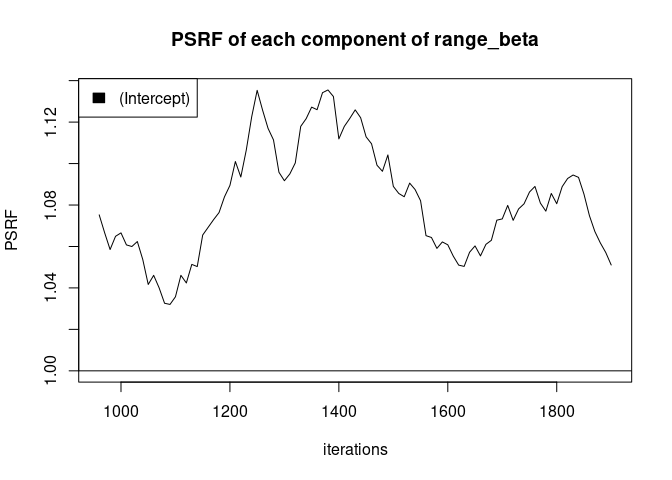 PSRF of each component of range_beta
(Intercept)
PSRF
1.12
1.08
1.04
1.00
1000 1200 1400 1600 1800
iterations